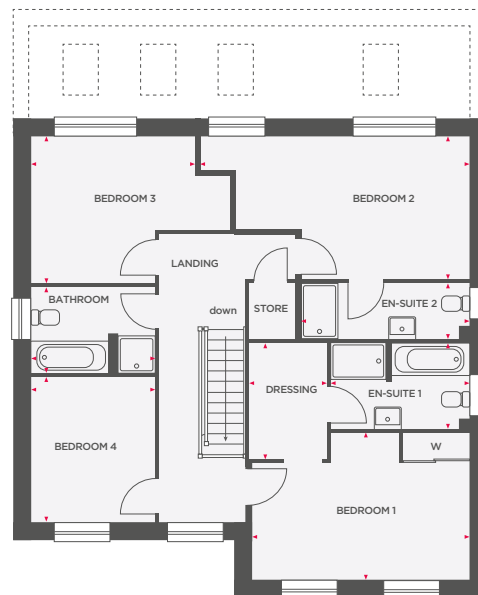 BEDROOM 3
BEDROOM 2
LANDING
BATHROOM
down
STORE
EN-SUITE 2
DRESSING
EN-SUITE 1
BEDROOM 4
W
BEDROOM 1